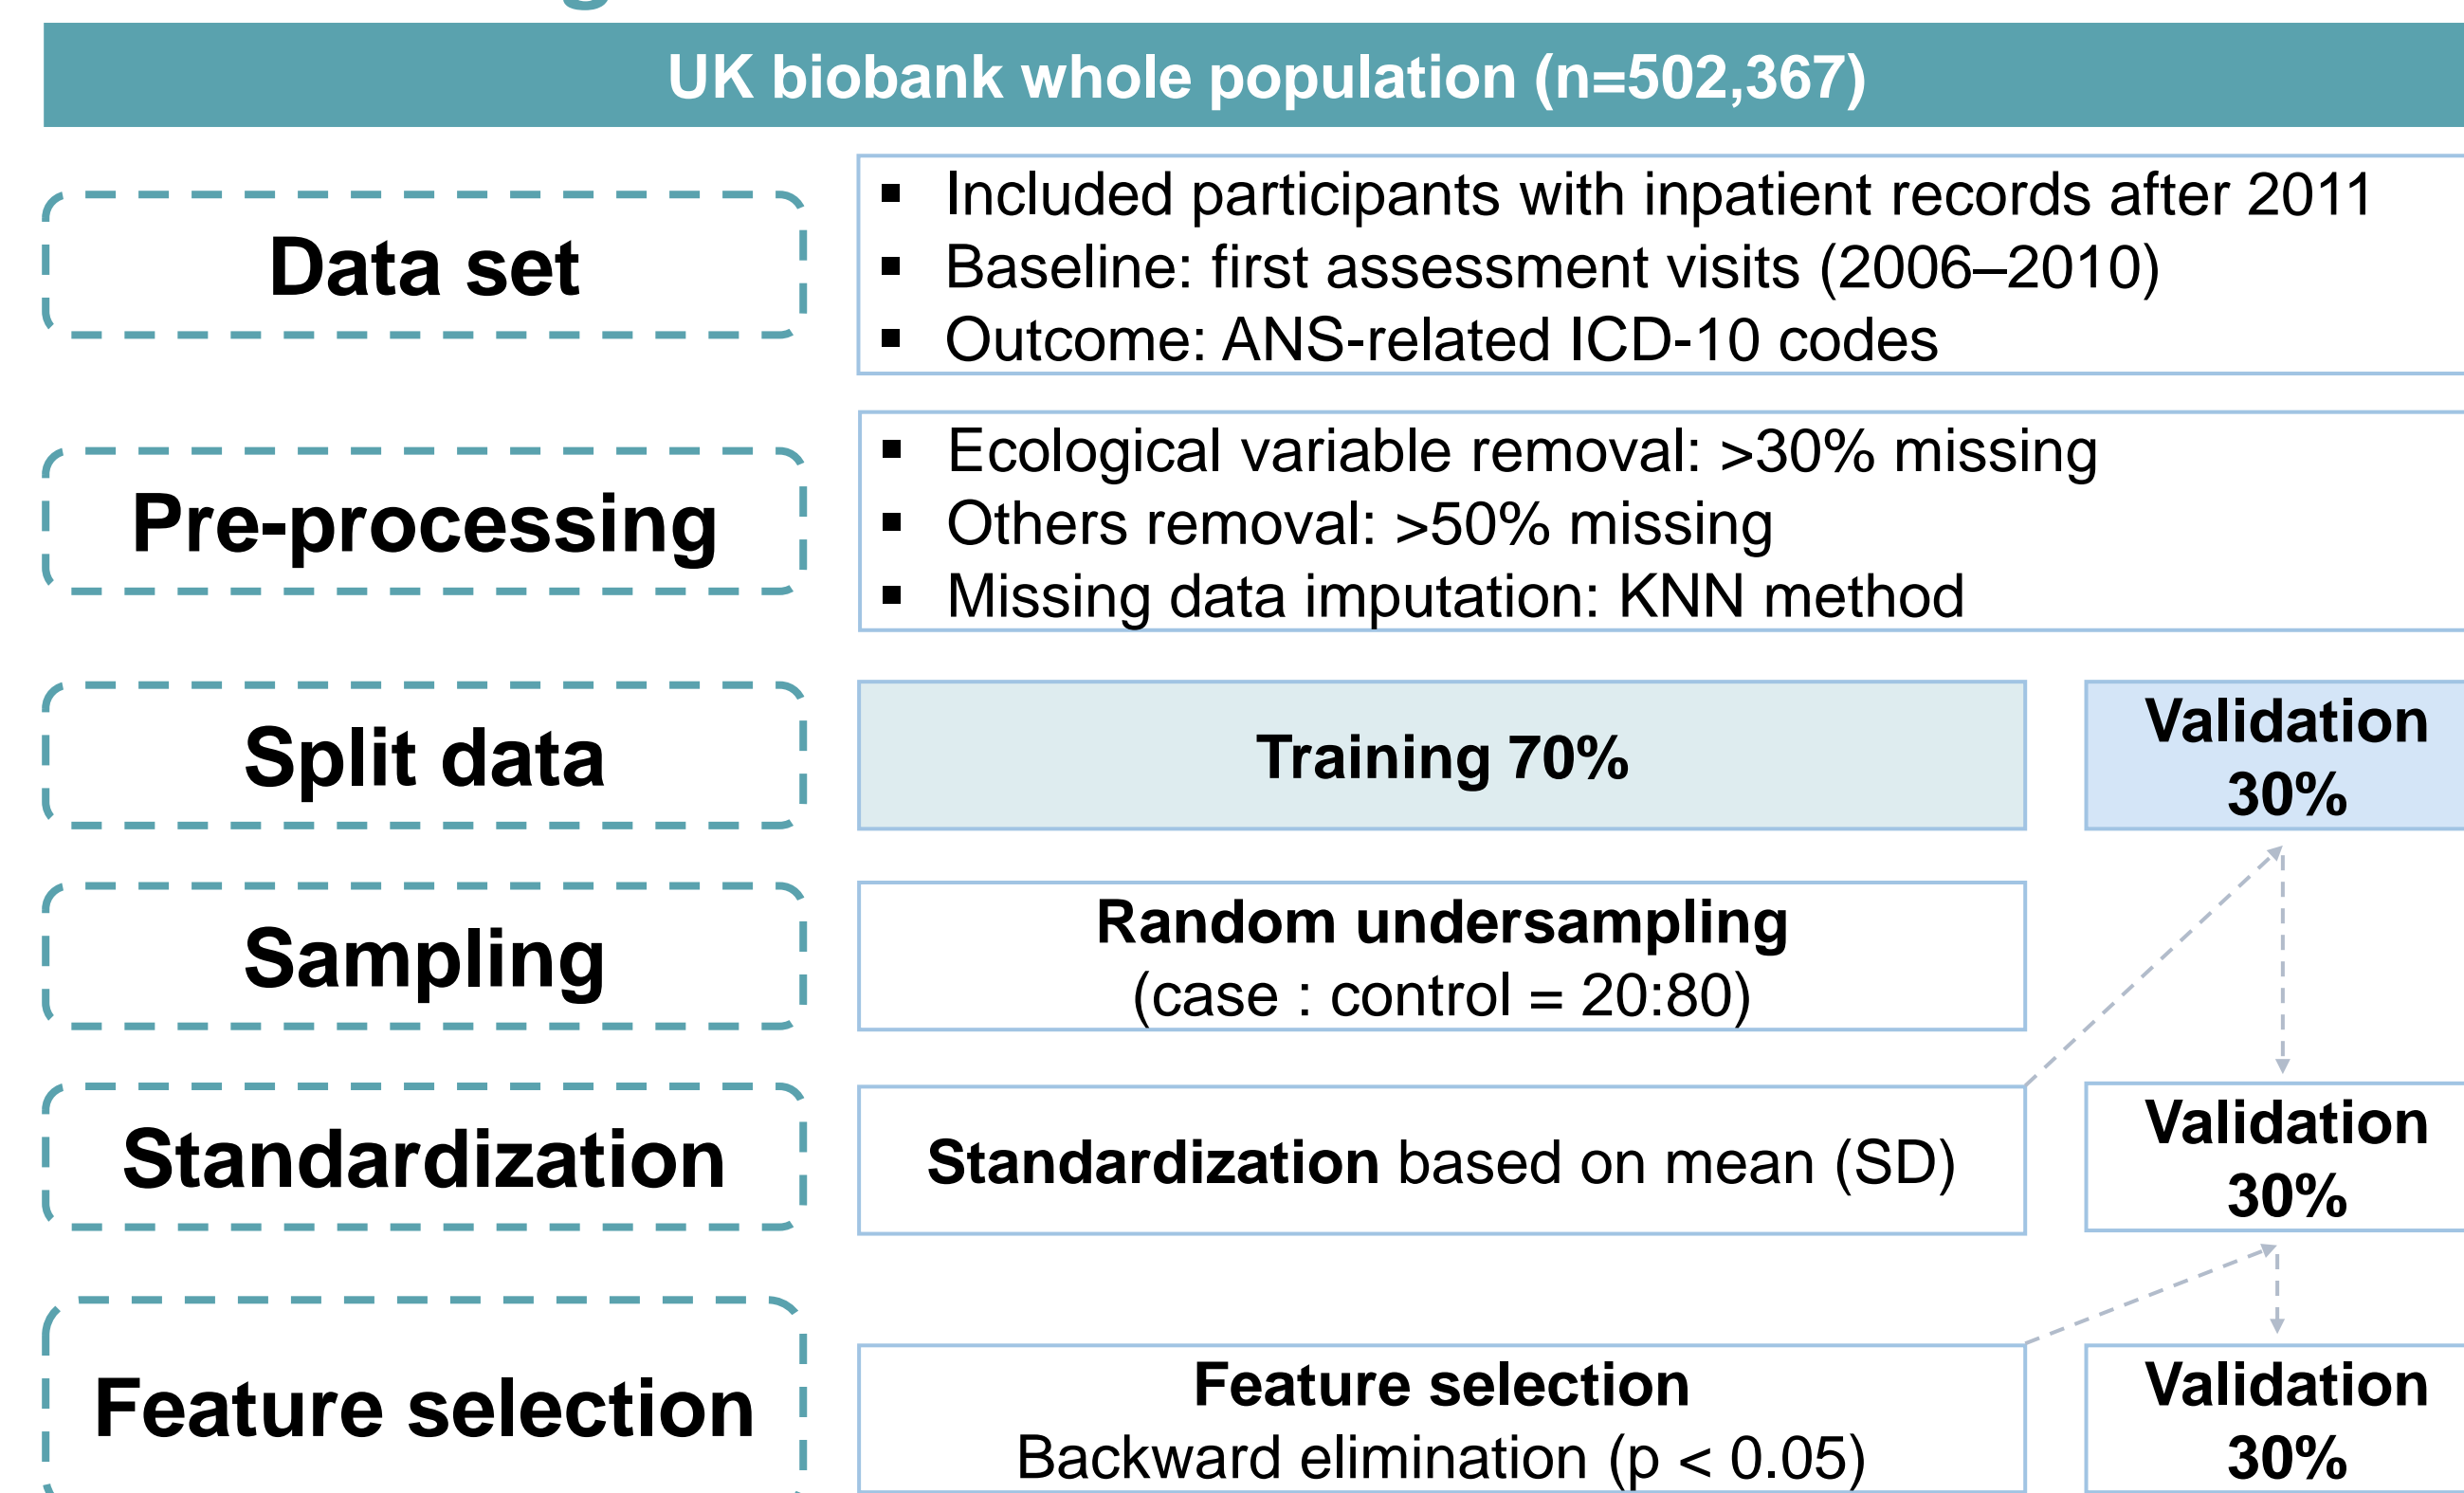 UK biobank whole population (n=502,367)
Data set
▪ Included participants with inpatient records after 2011
▪ Baseline: first assessment visits (2006–2010)
▪ Outcome: ANS-related ICD-10 codes
Pre-processing
▪ Ecological variable removal: >30% missing
▪ Others removal: >50% missing
▪ Missing data imputation: KNN method
Split data
Training 70%
Validation
30%
Sampling
Random undersampling
(case : control = 20:80)
Standardization
Standardization based on mean (SD)
Validation
30%
Feature selection
Feature selection
Backward elimination (p < 0.05)
Validation
30%